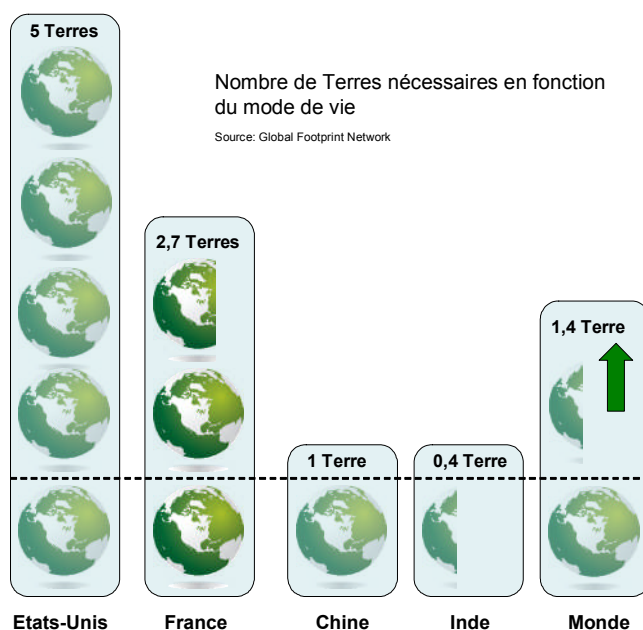 5 Terres
Nombre de Terres nécessaires en fonction
du mode de vie
Source: Global Footprint Network
2,7 Terres
1,4 Terre
1 Terre
0,4 Terre
Etats-Unis
France
Chine
Inde
Monde